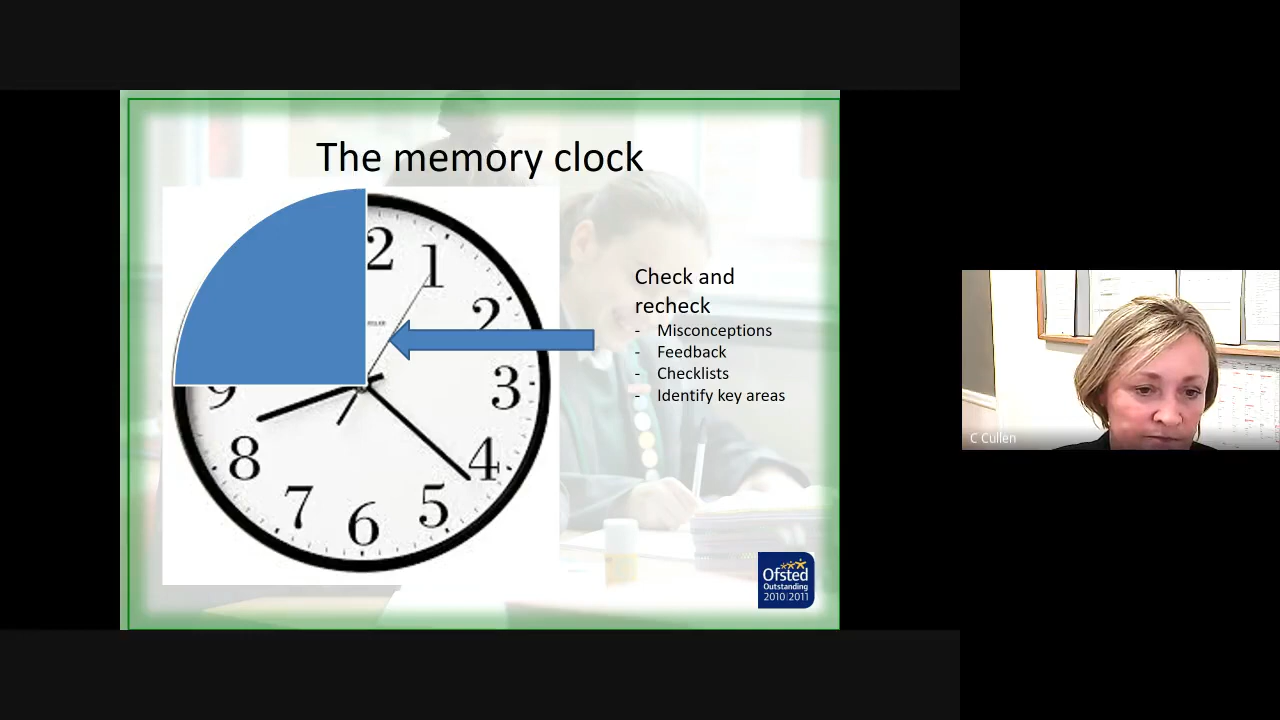 The memory clock
2
1
2
3
4
5
6
7
8
9
Check and
recheck
- Misconceptions
- Feedback
- Checklists
- Identify key areas
Ofsted
Outstanding
2010 2011
C Cullen